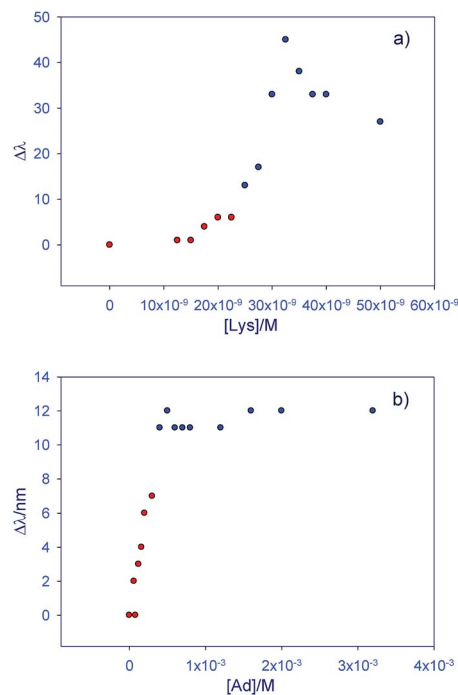 a)
50
40
30
20
10
0
Δλ
0 10x10⁻⁹ 20x10⁻⁹ 30x10⁻⁹ 40x10⁻⁹ 50x10⁻⁹ 60x10⁻⁹
[Lys]/M
b)
14
12
10
8
6
4
2
0
Δλ/nm
0 1x10⁻³ 2x10⁻³ 3x10⁻³ 4x10⁻³
[Ad]/M